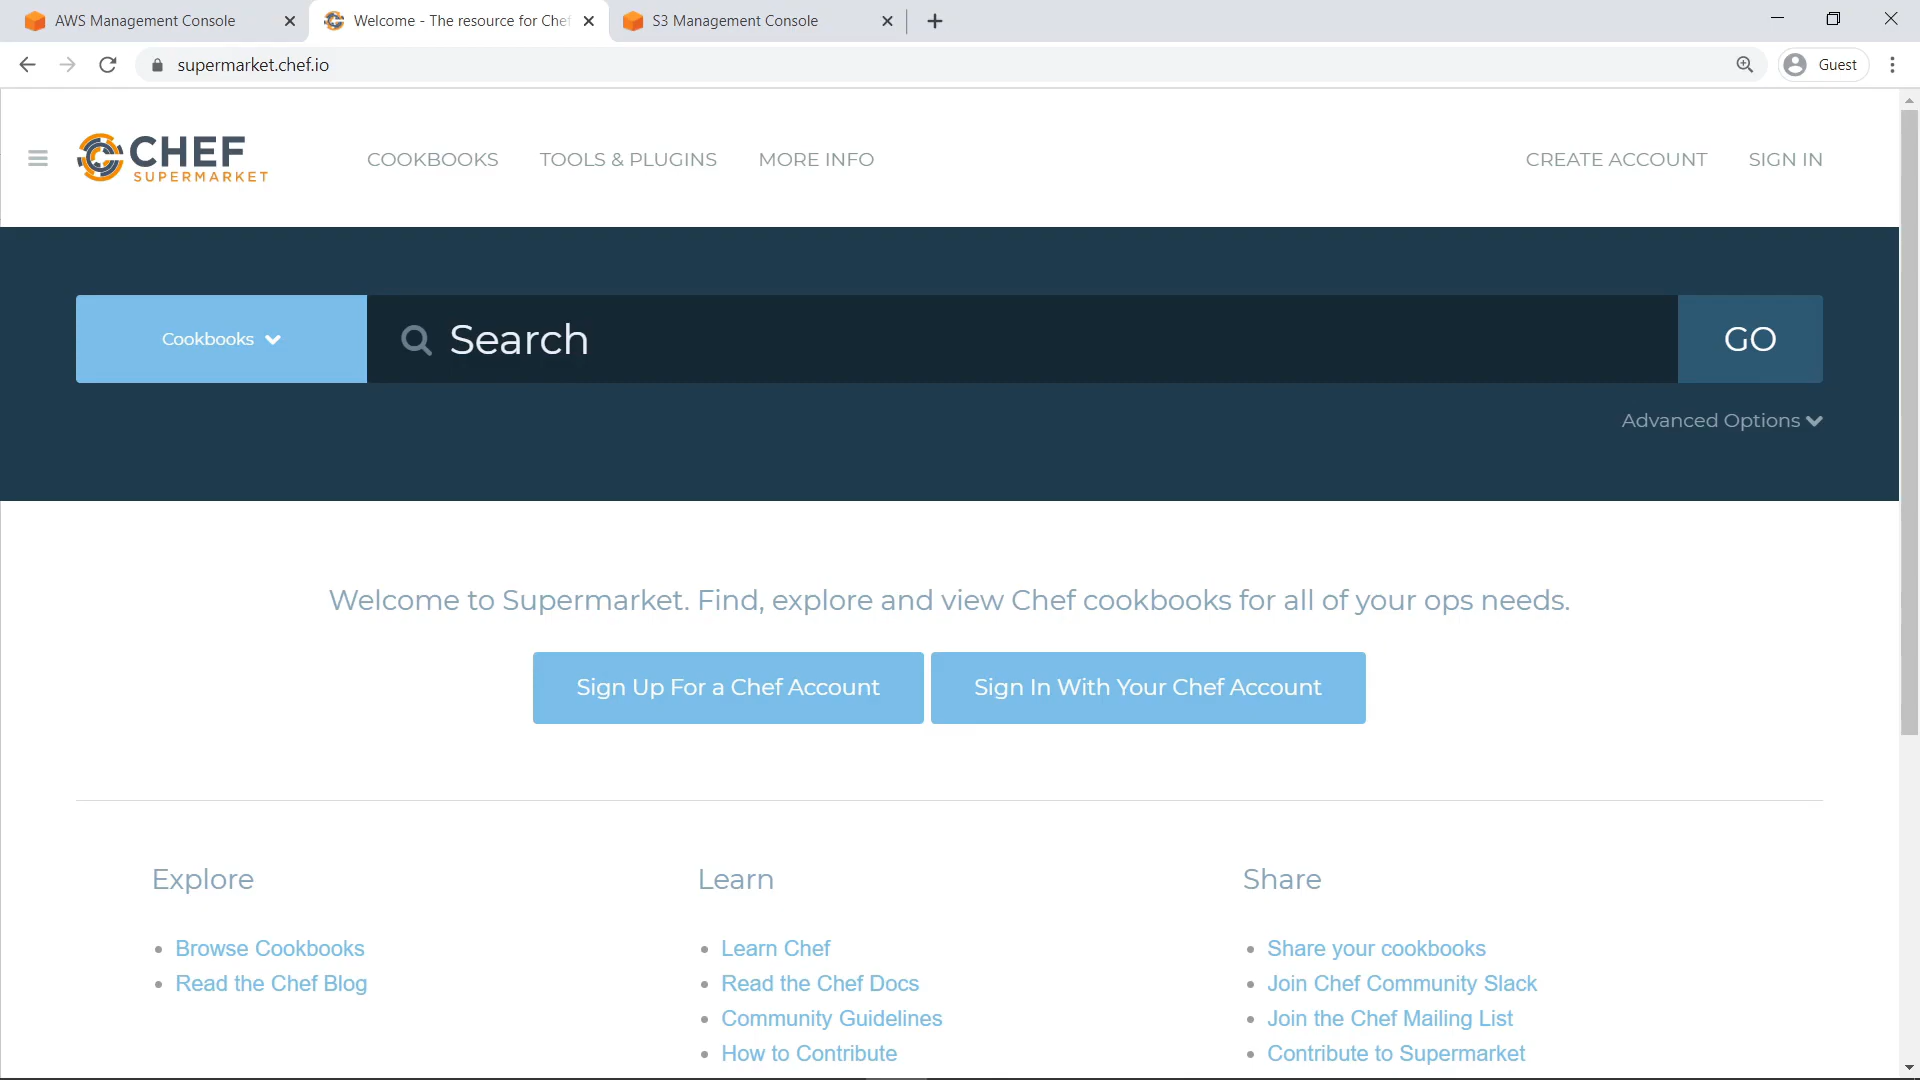 AWS Management Console
Welcome - The resource for Chef
S3 Management Console
supermarket.chef.io
Guest
CHEF
SUPERMARKET
COOKBOOKS
TOOLS & PLUGINS
MORE INFO
CREATE ACCOUNT
SIGN IN
Cookbooks
Search
GO
Advanced Options
Welcome to Supermarket. Find, explore and view Chef cookbooks for all of your ops needs.
Sign Up For a Chef Account
Sign In With Your Chef Account
Explore
Browse Cookbooks
Read the Chef Blog
Learn
Learn Chef
Read the Chef Docs
Community Guidelines
How to Contribute
Share
Share your cookbooks
Join Chef Community Slack
Join the Chef Mailing List
Contribute to Supermarket